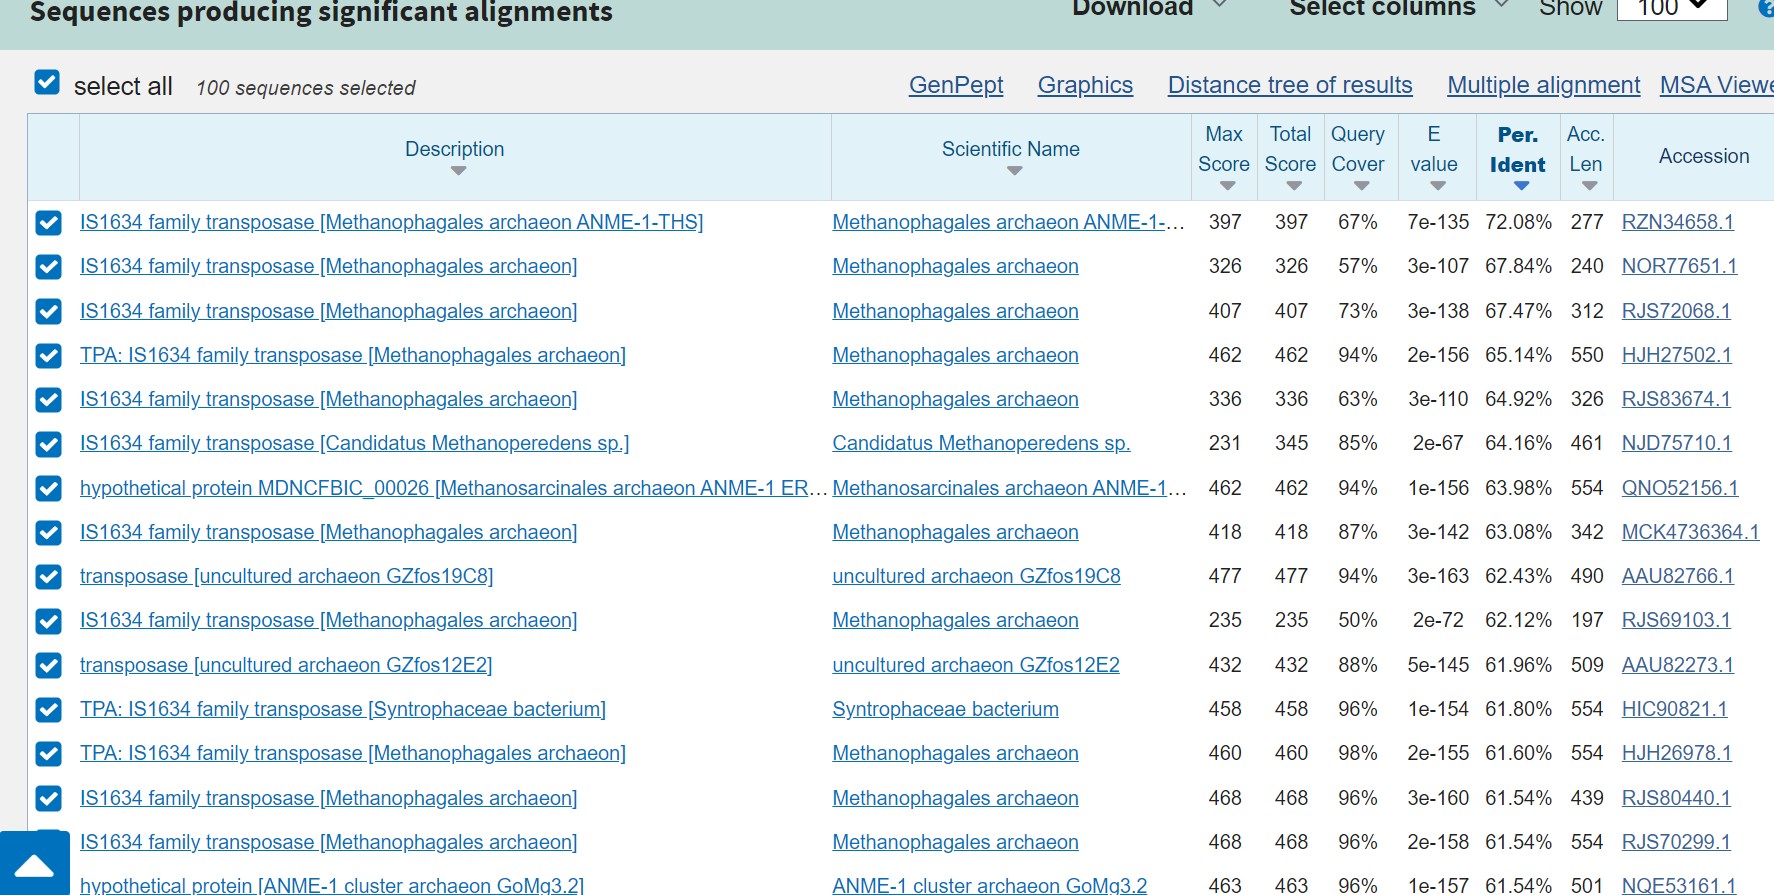 Sequences producing significant alignments Download Select columns Show 100
select all 100 sequences selected GenPept Graphics Distance tree of results Multiple alignment MSA Viewe
Description Scientific Name Max Score Total Score Query Cover E value Per. Ident Acc. Len Accession
IS1634 family transposase [Methanophagales archaeon ANME-1-THS] Methanophagales archaeon ANME-1-... 397 397 67% 7e-135 72.08% 277 RZN34658.1
IS1634 family transposase [Methanophagales archaeon] Methanophagales archaeon 326 326 57% 3e-107 67.84% 240 NOR77651.1
IS1634 family transposase [Methanophagales archaeon] Methanophagales archaeon 407 407 73% 3e-138 67.47% 312 RJS72068.1
TPA: IS1634 family transposase [Methanophagales archaeon] Methanophagales archaeon 462 462 94% 2e-156 65.14% 550 HJH27502.1
IS1634 family transposase [Methanophagales archaeon] Methanophagales archaeon 336 336 63% 3e-110 64.92% 326 RJS83674.1
IS1634 family transposase [Candidatus Methanoperedens sp.] Candidatus Methanoperedens sp. 231 345 85% 2e-67 64.16% 461 NJD75710.1
hypothetical protein MDNCFBIC_00026 [Methanosarcinales archaeon ANME-1 ER... Methanosarcinales archaeon ANME-1... 462 462 94% 1e-156 63.98% 554 QNO52156.1
IS1634 family transposase [Methanophagales archaeon] Methanophagales archaeon 418 418 87% 3e-142 63.08% 342 MCK4736364.1
transposase [uncultured archaeon GZfos19C8] uncultured archaeon GZfos19C8 477 477 94% 3e-163 62.43% 490 AAU82766.1
IS1634 family transposase [Methanophagales archaeon] Methanophagales archaeon 235 235 50% 2e-72 62.12% 197 RJS69103.1
transposase [uncultured archaeon GZfos12E2] uncultured archaeon GZfos12E2 432 432 88% 5e-145 61.96% 509 AAU82273.1
TPA: IS1634 family transposase [Syntrophaceae bacterium] Syntrophaceae bacterium 458 458 96% 1e-154 61.80% 554 HIC90821.1
TPA: IS1634 family transposase [Methanophagales archaeon] Methanophagales archaeon 460 460 98% 2e-155 61.60% 554 HJH26978.1
IS1634 family transposase [Methanophagales archaeon] Methanophagales archaeon 468 468 96% 3e-160 61.54% 439 RJS80440.1
IS1634 family transposase [Methanophagales archaeon] Methanophagales archaeon 468 468 96% 2e-158 61.54% 554 RJS70299.1
hypothetical protein [ANME-1 cluster archaeon GoMg3.2] ANME-1 cluster archaeon GoMg3.2 463 463 96% 1e-157 61.54% 501 NQE53161.1